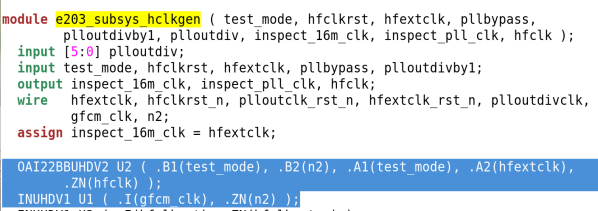 module e203_subsys_hclkgen ( test_mode, hfclkrst, hfextclk, pllbypass,
plloutdivby1, plloutdiv, inspect_16m_clk, inspect_pll_clk, hfclk );
input [5:0] plloutdiv;
input test_mode, hfclkrst, hfextclk, pllbypass, plloutdivby1;
output inspect_16m_clk, inspect_pll_clk, hfclk;
wire hfextclk, hfclkrst_n, plloutclk_rst_n, hfextclk_rst_n, plloutdivclk,
gfcm_clk, n2;
assign inspect_16m_clk = hfextclk;
OAI22BBUHDV2 U2 ( .B1(test_mode), .B2(n2), .A1(test_mode), .A2(hfextclk),
.ZN(hfclk) );
INUHDV1 U1 ( .I(gfcm_clk), .ZN(n2) );